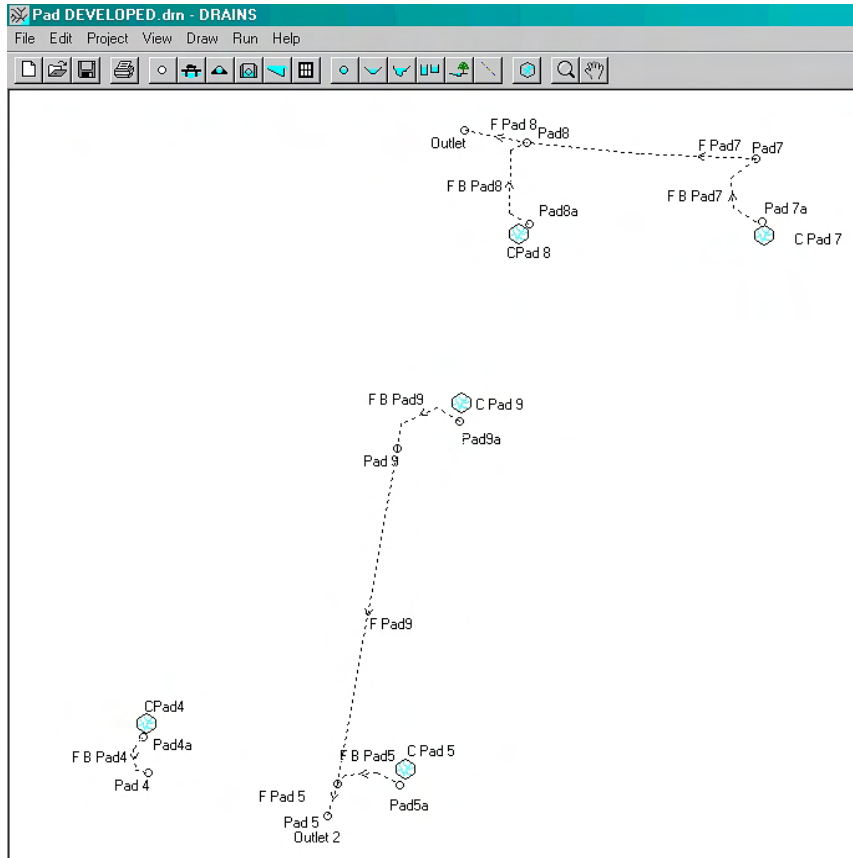 Pad DEVELOPED.drn - DRAINS
File Edit Project View Draw Run Help
F Pad 8
Pad8
Outlet
F Pad7
Pad7
F B Pad8
F B Pad7
Pad8a
Pad 7a
CPad 8
C Pad 7
F B Pad9
C Pad 9
Pad9a
Pad 9
F Pad9
CPad4
Pad4a
F B Pad4
Pad 4
F B Pad5
C Pad 5
F Pad 5
Pad5a
Pad 5
Outlet 2